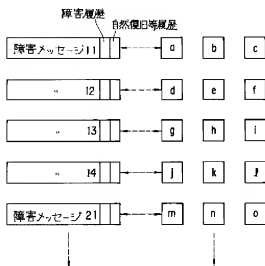 障害履歴
自然復旧等履歴
障害メッセージ11 a b c
〃 12 d e f
〃 13 g h i
〃 14 j k l
障害メッセージ21 m n o